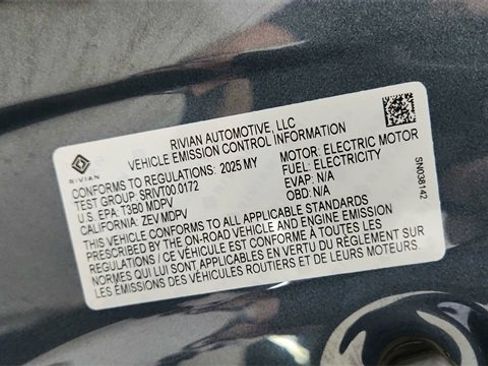 RIVIAN AUTOMOTIVE, LLC
VEHICLE EMISSION CONTROL INFORMATION
RIVIAN
CONFORMS TO REGULATIONS: 2025 MY
TEST GROUP: SRIVT00.0172
U.S. EPA: T3B0 MDPV
CALIFORNIA: ZEV MDPV
MOTOR: ELECTRIC MOTOR
FUEL: ELECTRICITY
EVAP: N/A
OBD: N/A
SN038142
THIS VEHICLE CONFORMS TO ALL APPLICABLE STANDARDS
PRESCRIBED BY THE ON-ROAD VEHICLE AND ENGINE EMISSION
REGULATIONS / CE VÉHICULE EST CONFORME À TOUTES LES
NORMES QUI LUI SONT APPLICABLES EN VERTU DU RÈGLEMENT SUR
LES ÉMISSIONS DES VÉHICULES ROUTIERS ET DE LEURS MOTEURS.